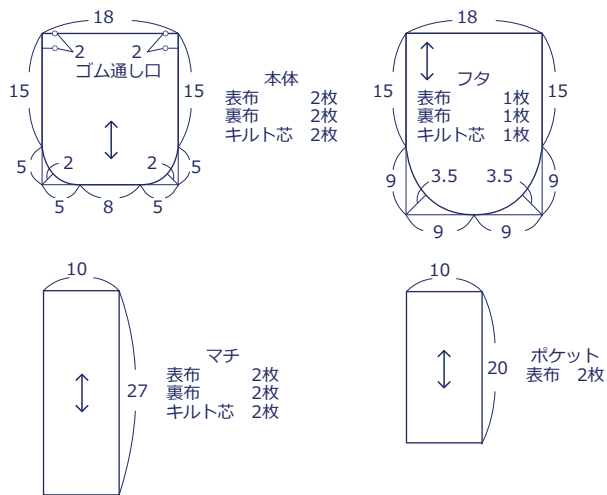 18
2 2
ゴム通し口
15 15
5 2 2 5
5 8 5
本体
表布 2枚
裏布 2枚
キルト芯 2枚
18
15 15
フタ
表布 1枚
裏布 1枚
キルト芯 1枚
9 3.5 3.5 9
9 9
10
27
マチ
表布 2枚
裏布 2枚
キルト芯 2枚
10
20
ポケット
表布 2枚